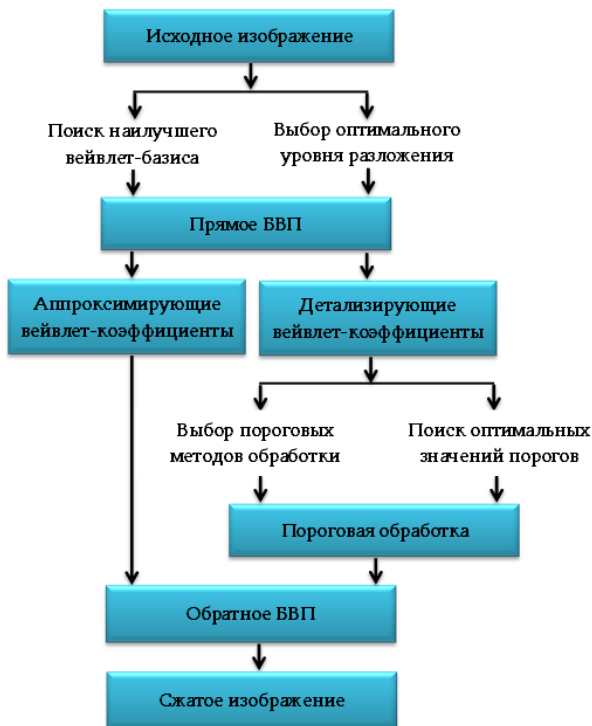 Исходное изображение
Поиск наилучшего
вейвлет-базиса
Выбор оптимального
уровня разложения
Прямое БВП
Аппроксимирующие
вейвлет-коэффициенты
Детализирующие
вейвлет-коэффициенты
Выбор пороговых
методов обработки
Поиск оптимальных
значений порогов
Пороговая обработка
Обратное БВП
Сжатое изображение